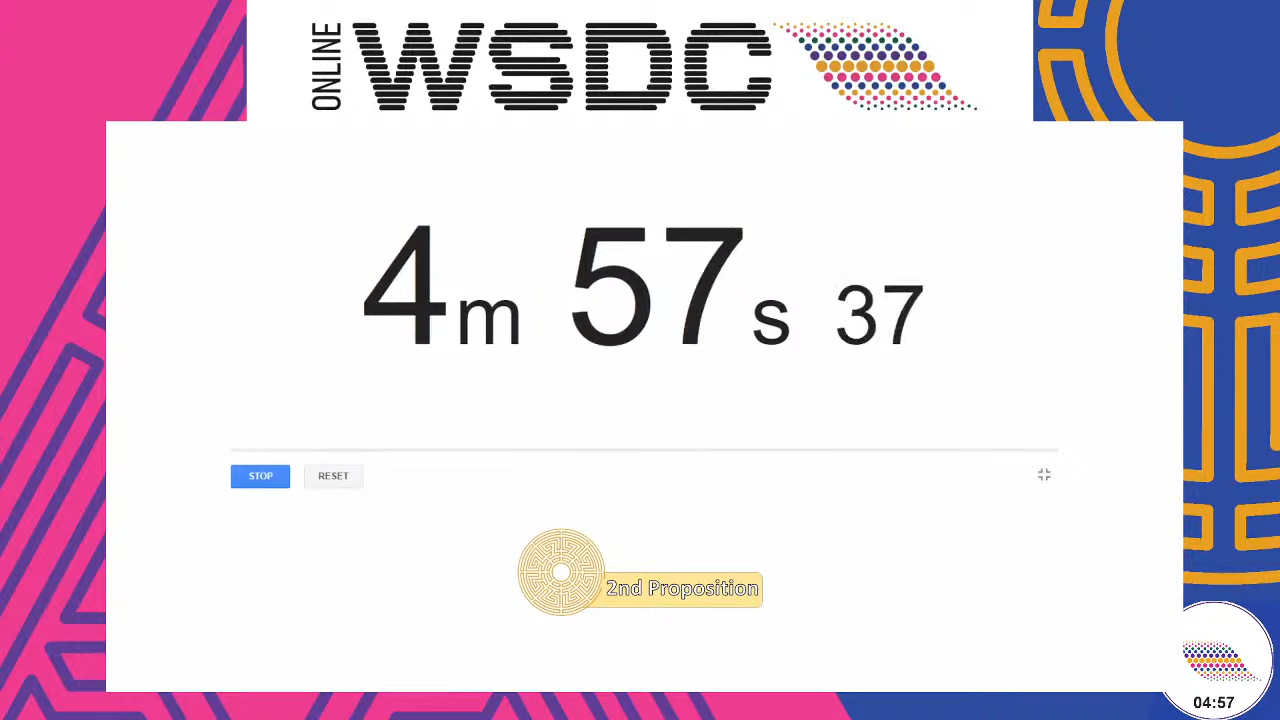 ONLINE WSDC
4m 57s 37
STOP RESET
2nd Proposition
04:57